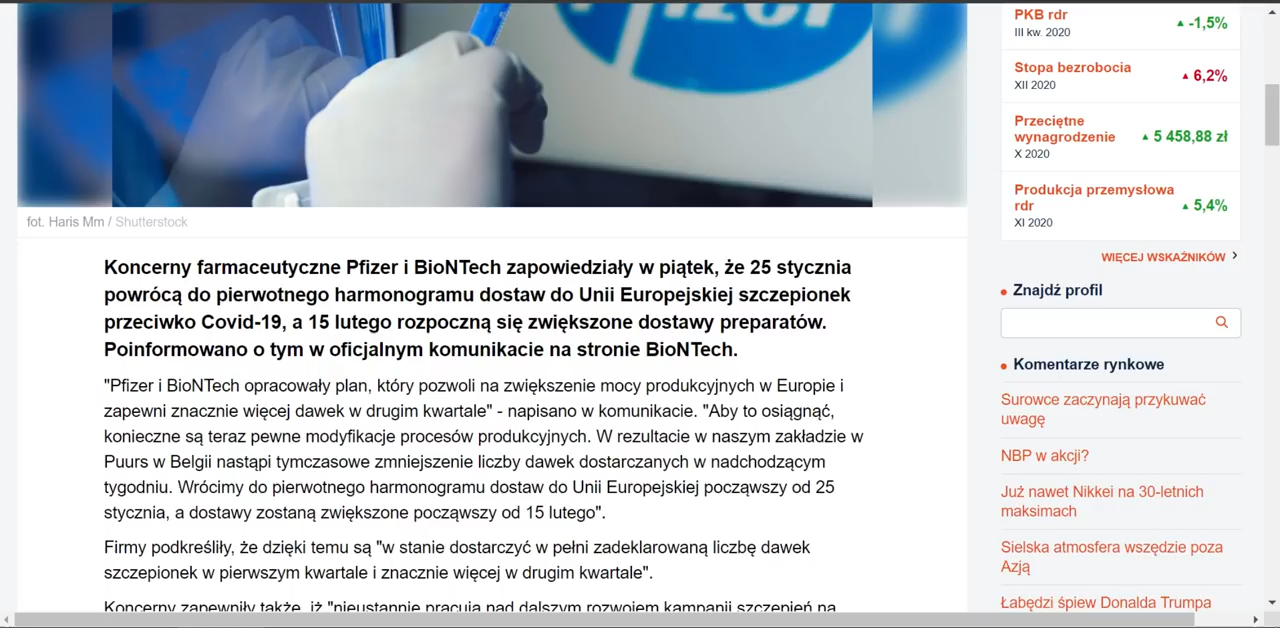 fot. Haris Mm / Shutterstock
Koncerny farmaceutyczne Pfizer i BioNTech zapowiedziały w piątek, że 25 stycznia
powrócą do pierwotnego harmonogramu dostaw do Unii Europejskiej szczepionek
przeciwko Covid-19, a 15 lutego rozpoczną się zwiększone dostawy preparatów.
Poinformowano o tym w oficjalnym komunikacie na stronie BioNTech.
"Pfizer i BioNTech opracowały plan, który pozwoli na zwiększenie mocy produkcyjnych w Europie i
zapewni znacznie więcej dawek w drugim kwartale" - napisano w komunikacie. "Aby to osiągnąć,
konieczne są teraz pewne modyfikacje procesów produkcyjnych. W rezultacie w naszym zakładzie w
Puurs w Belgii nastąpi tymczasowe zmniejszenie liczby dawek dostarczanych w nadchodzącym
tygodniu. Wrócimy do pierwotnego harmonogramu dostaw do Unii Europejskiej począwszy od 25
stycznia, a dostawy zostaną zwiększone począwszy od 15 lutego".
Firmy podkreśliły, że dzięki temu są "w stanie dostarczyć w pełni zadeklarowaną liczbę dawek
szczepionek w pierwszym kwartale i znacznie więcej w drugim kwartale".
Koncerny zapewniły także, iż "nieustannie pracują nad dalszym rozwojem kampanii szczepień na
PKB rdr
▲ -1,5%
III kw. 2020
Stopa bezrobocia
▲ 6,2%
XII 2020
Przeciętne
wynagrodzenie
▲ 5 458,88 zł
X 2020
Produkcja przemysłowa
rdr
▲ 5,4%
XI 2020
WIĘCEJ WSKAŹNIKÓW
Znajdź profil
Komentarze rynkowe
Surowce zaczynają przykuwać
uwagę
NBP w akcji?
Już nawet Nikkei na 30-letnich
maksimach
Sielska atmosfera wszędzie poza
Azją
Łabędzi śpiew Donalda Trumpa